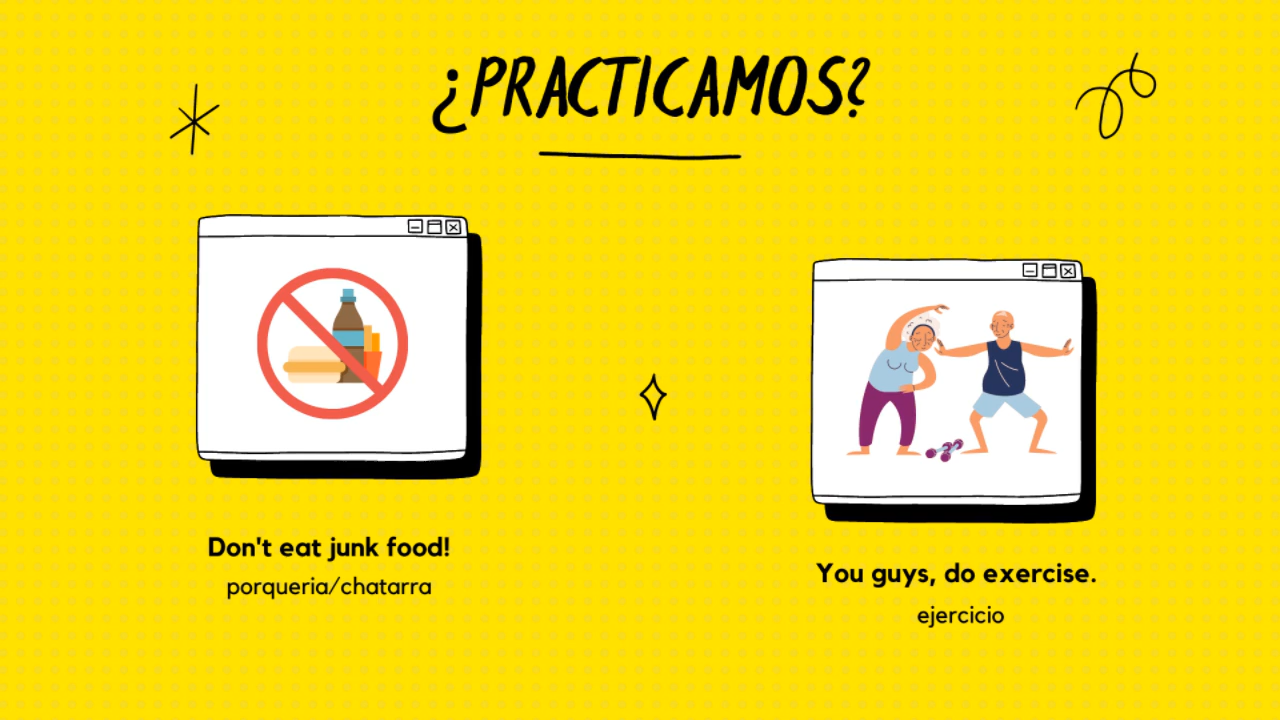 ¿PRACTICAMOS?
Don't eat junk food!
porqueria/chatarra
You guys, do exercise.
ejercicio